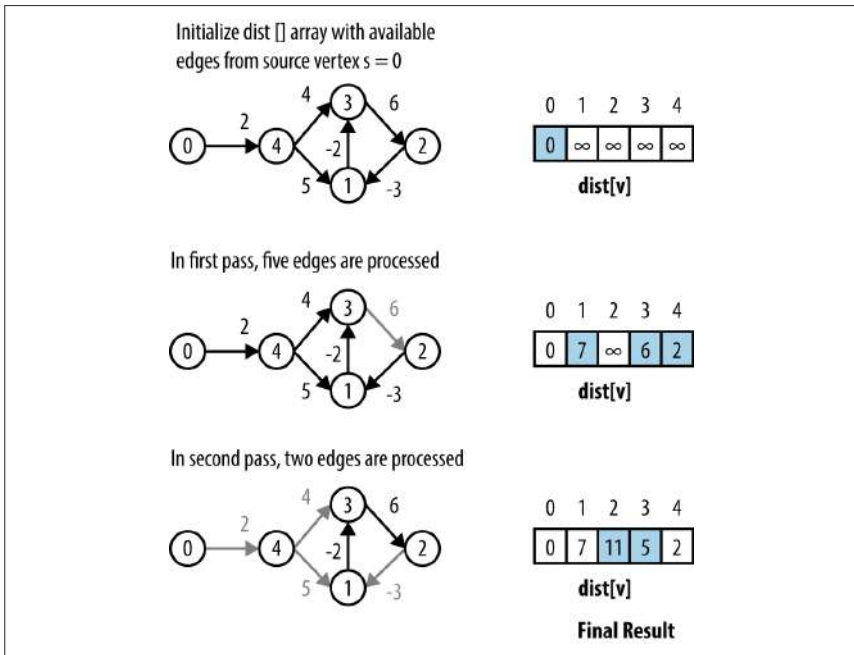 Initialize dist [] array with available
edges from source vertex s = 0
4 3 6 0 1 2 3 4
0 2 4 -2 2 0 ∞ ∞ ∞ ∞
5 1 -3 dist[v]
In first pass, five edges are processed
4 3 6 0 1 2 3 4
0 2 4 -2 2 0 7 ∞ 6 2
5 1 -3 dist[v]
In second pass, two edges are processed
4 3 6 0 1 2 3 4
0 2 4 -2 2 0 7 11 5 2
5 1 -3 dist[v]
Final Result